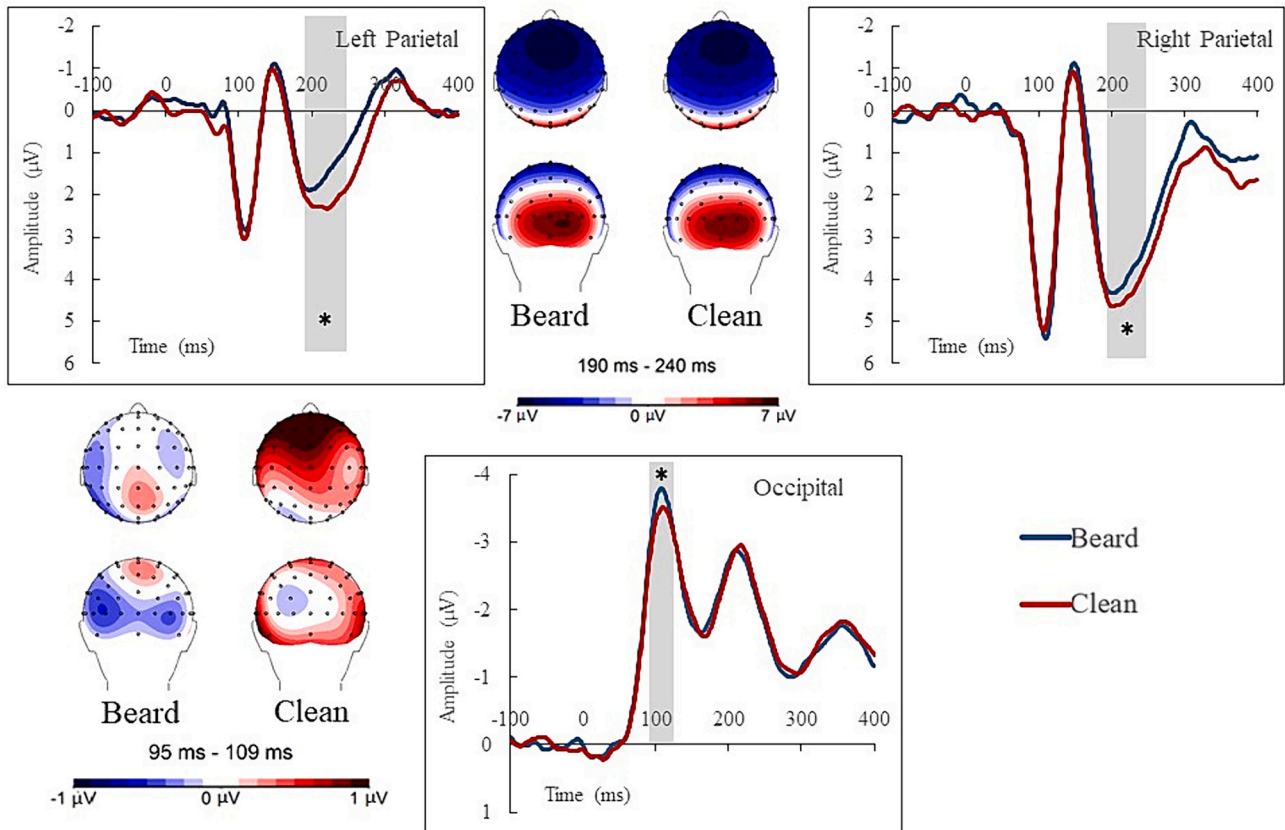 -2
Left Parietal
-1
-100 0 100 200 300 400
0
1
2
3
4
5
6
Amplitude (µV)
*
Time (ms)
Beard Clean
190 ms - 240 ms
-7 µV 0 µV 7 µV
-2
Right Parietal
-1
-100 0 100 200 300 400
0
1
2
3
4
5
6
Amplitude (µV)
*
Time (ms)
Beard Clean
95 ms - 109 ms
-1 µV 0 µV 1 µV
-4
*
Occipital
-3
-2
-1
-100 0 100 200 300 400
0
1
Amplitude (µV)
Time (ms)
Beard
Clean